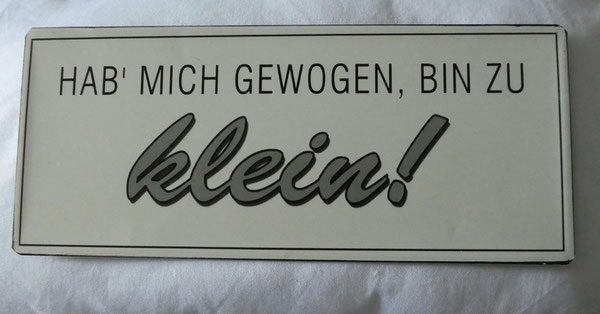 HAB' MICH GEWOGEN, BIN ZU
klein!